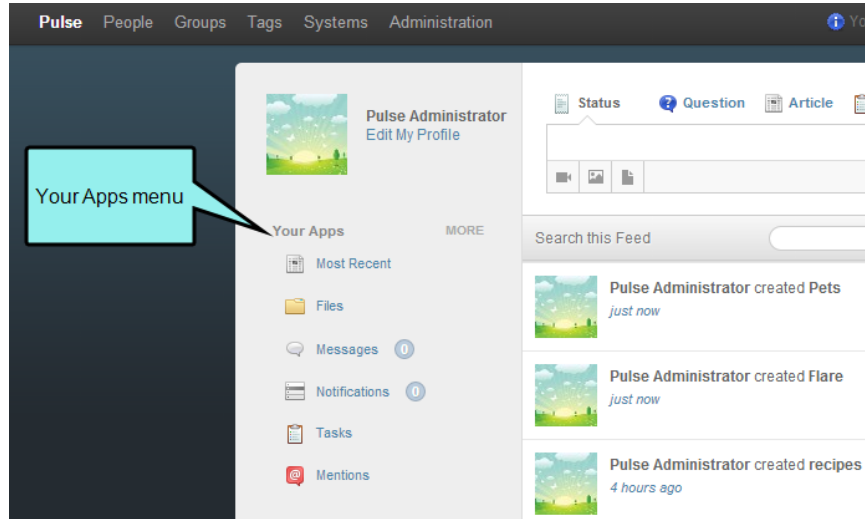 Pulse People Groups Tags Systems Administration
Pulse Administrator
Edit My Profile
Your Apps menu
Your Apps MORE
Most Recent
Files
Messages 0
Notifications 0
Tasks
Mentions
Status Question Article
Search this Feed
Pulse Administrator created Pets
just now
Pulse Administrator created Flare
just now
Pulse Administrator created recipes
4 hours ago